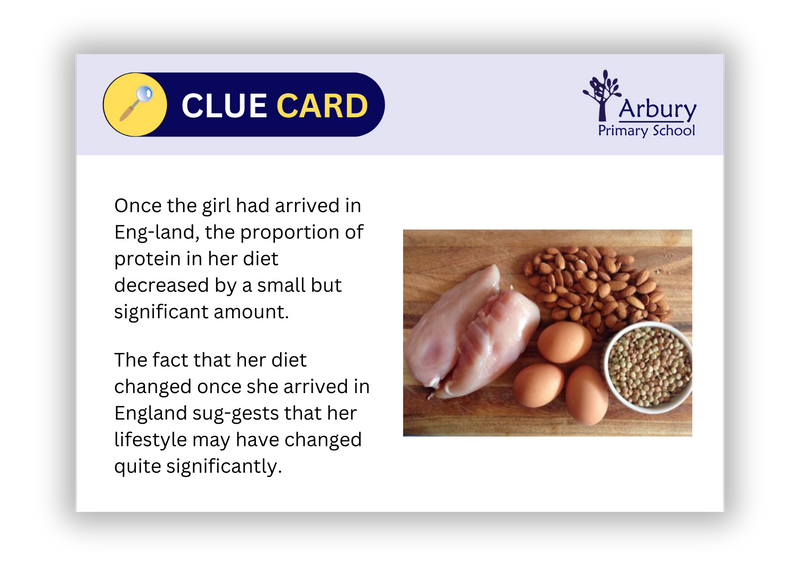 CLUE CARD
Arbury
Primary School
Once the girl had arrived in
Eng-land, the proportion of
protein in her diet
decreased by a small but
significant amount.
The fact that her diet
changed once she arrived in
England sug-gests that her
lifestyle may have changed
quite significantly.